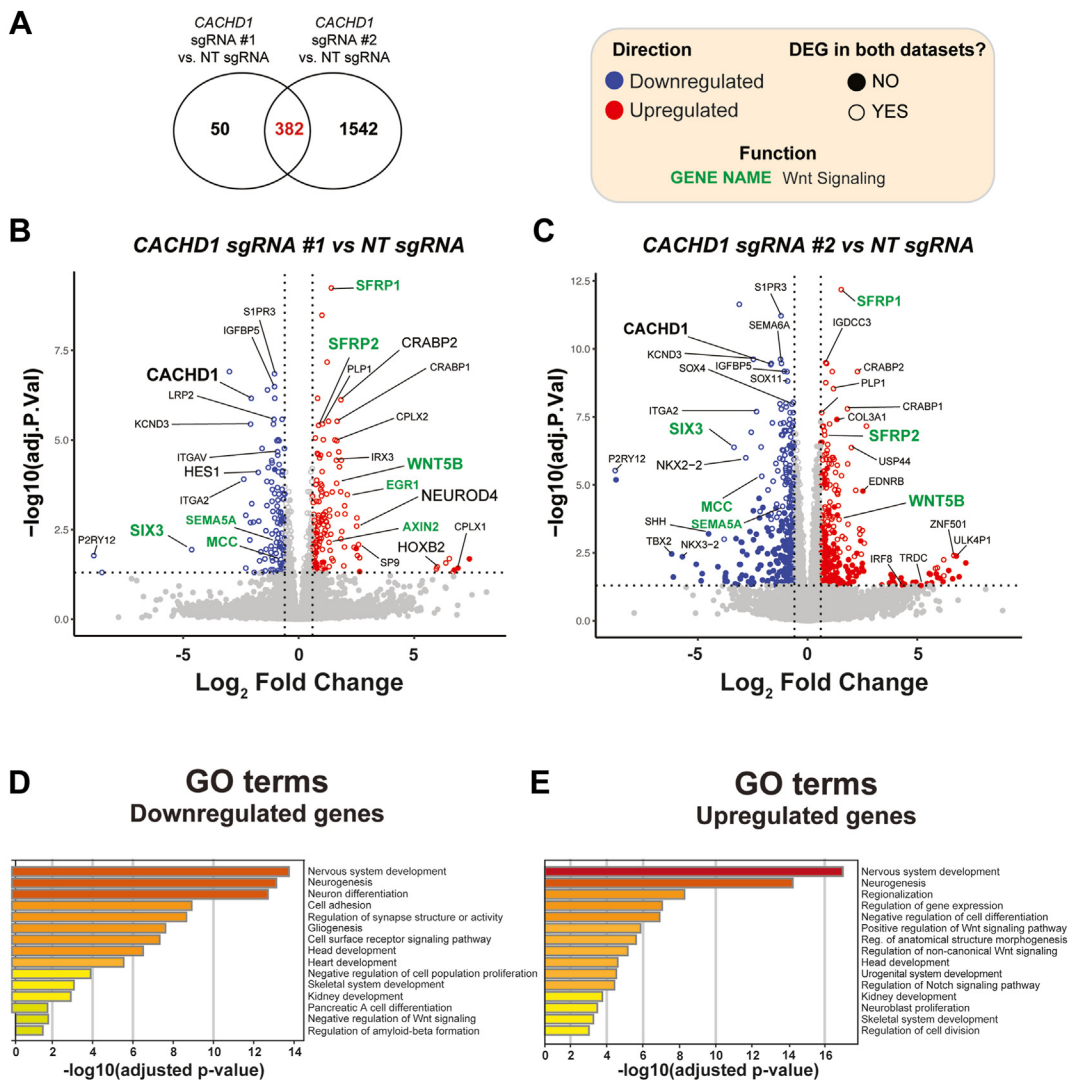 A
CACHD1
sgRNA #1
vs. NT sgRNA
CACHD1
sgRNA #2
vs. NT sgRNA
50
382
1542
Direction
Downregulated
Upregulated
DEG in both datasets?
NO
YES
Function
GENE NAME Wnt Signaling
B
CACHD1 sgRNA #1 vs NT sgRNA
−log10(adj.P.Val)
7.5
5.0
2.5
0.0
SFRP1
S1PR3
IGFBP5
SFRP2
CRABP2
PLP1
CRABP1
CACHD1
LRP2
KCND3
CPLX2
ITGAV
IRX3
HES1
WNT5B
ITGA2
EGR1
NEUROD4
SEMA5A
SIX3
MCC
AXIN2
CPLX1
P2RY12
HOXB2
SP9
-5
0
5
Log2 Fold Change
C
CACHD1 sgRNA #2 vs NT sgRNA
−log10(adj.P.Val)
12.5
10.0
7.5
5.0
2.5
0.0
S1PR3
SFRP1
SEMA6A
IGDCC3
CACHD1
KCND3
IGFBP5
SOX4
SOX11
CRABP2
PLP1
ITGA2
CRABP1
COL3A1
SIX3
SFRP2
P2RY12
NKX2−2
USP44
EDNRB
MCC
WNT5B
SEMA5A
SHH
ZNF501
TBX2
NKX3−2
ULK4P1
IRF8
TRDC
-5
0
5
Log2 Fold Change
D
GO terms
Downregulated genes
Nervous system development
Neurogenesis
Neuron differentiation
Cell adhesion
Regulation of synapse structure or activity
Gliogenesis
Cell surface receptor signaling pathway
Head development
Heart development
Negative regulation of cell population proliferation
Skeletal system development
Kidney development
Pancreatic A cell differentiation
Negative regulation of Wnt signaling
Regulation of amyloid-beta formation
0 2 4 6 8 10 12 14
-log10(adjusted p-value)
E
GO terms
Upregulated genes
Nervous system development
Neurogenesis
Regionalization
Regulation of gene expression
Negative regulation of cell differentiation
Positive regulation of Wnt signaling pathway
Reg. of anatomical structure morphogenesis
Regulation of non-canonical Wnt signaling
Head development
Urogenital system development
Regulation of Notch signaling pathway
Kidney development
Neuroblast proliferation
Skeletal system development
Regulation of cell division
0 2 4 6 8 10 14 16
-log10(adjusted p-value)